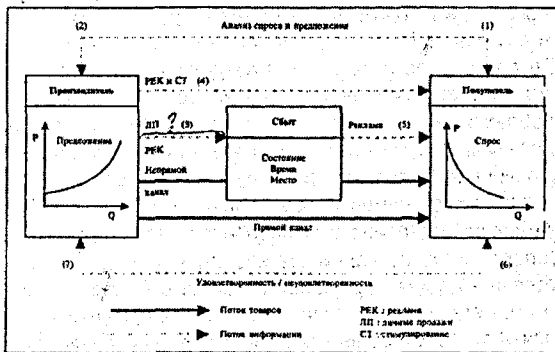 (2) Анализ спроса и предложения (1)
Производитель
РЕК и СТ (4)
Покупатель
P Предложение
Q
ЛП ? (3)
РЕК
Сбыт
Состояние
Время
Место
Реклама (5)
P Спрос
Q
Непрямой
канал
Прямой канал
(7) (6)
Удовлетворенность / неудовлетворенность
Поток товаров
Поток информации
РЕК : реклама
ЛП : личные продажи
СТ : стимулирование